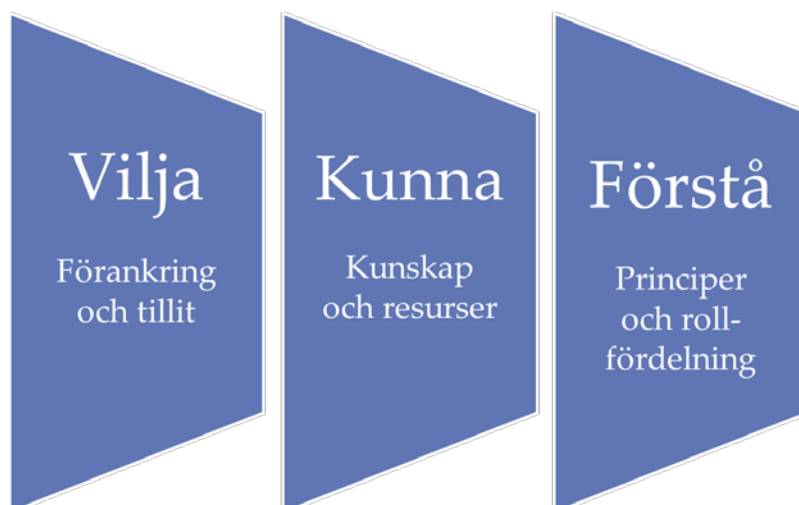 Vilja
Förankring
och tillit
Kunna
Kunskap
och resurser
Förstå
Principer
och roll-
fördelning